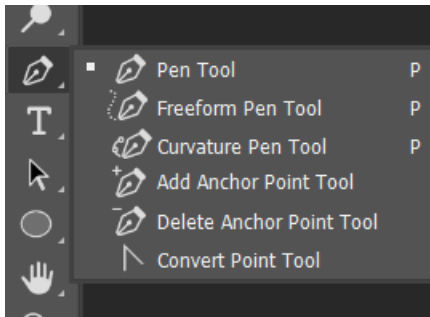 Pen Tool P
Freeform Pen Tool P
Curvature Pen Tool P
Add Anchor Point Tool
Delete Anchor Point Tool
Convert Point Tool
T